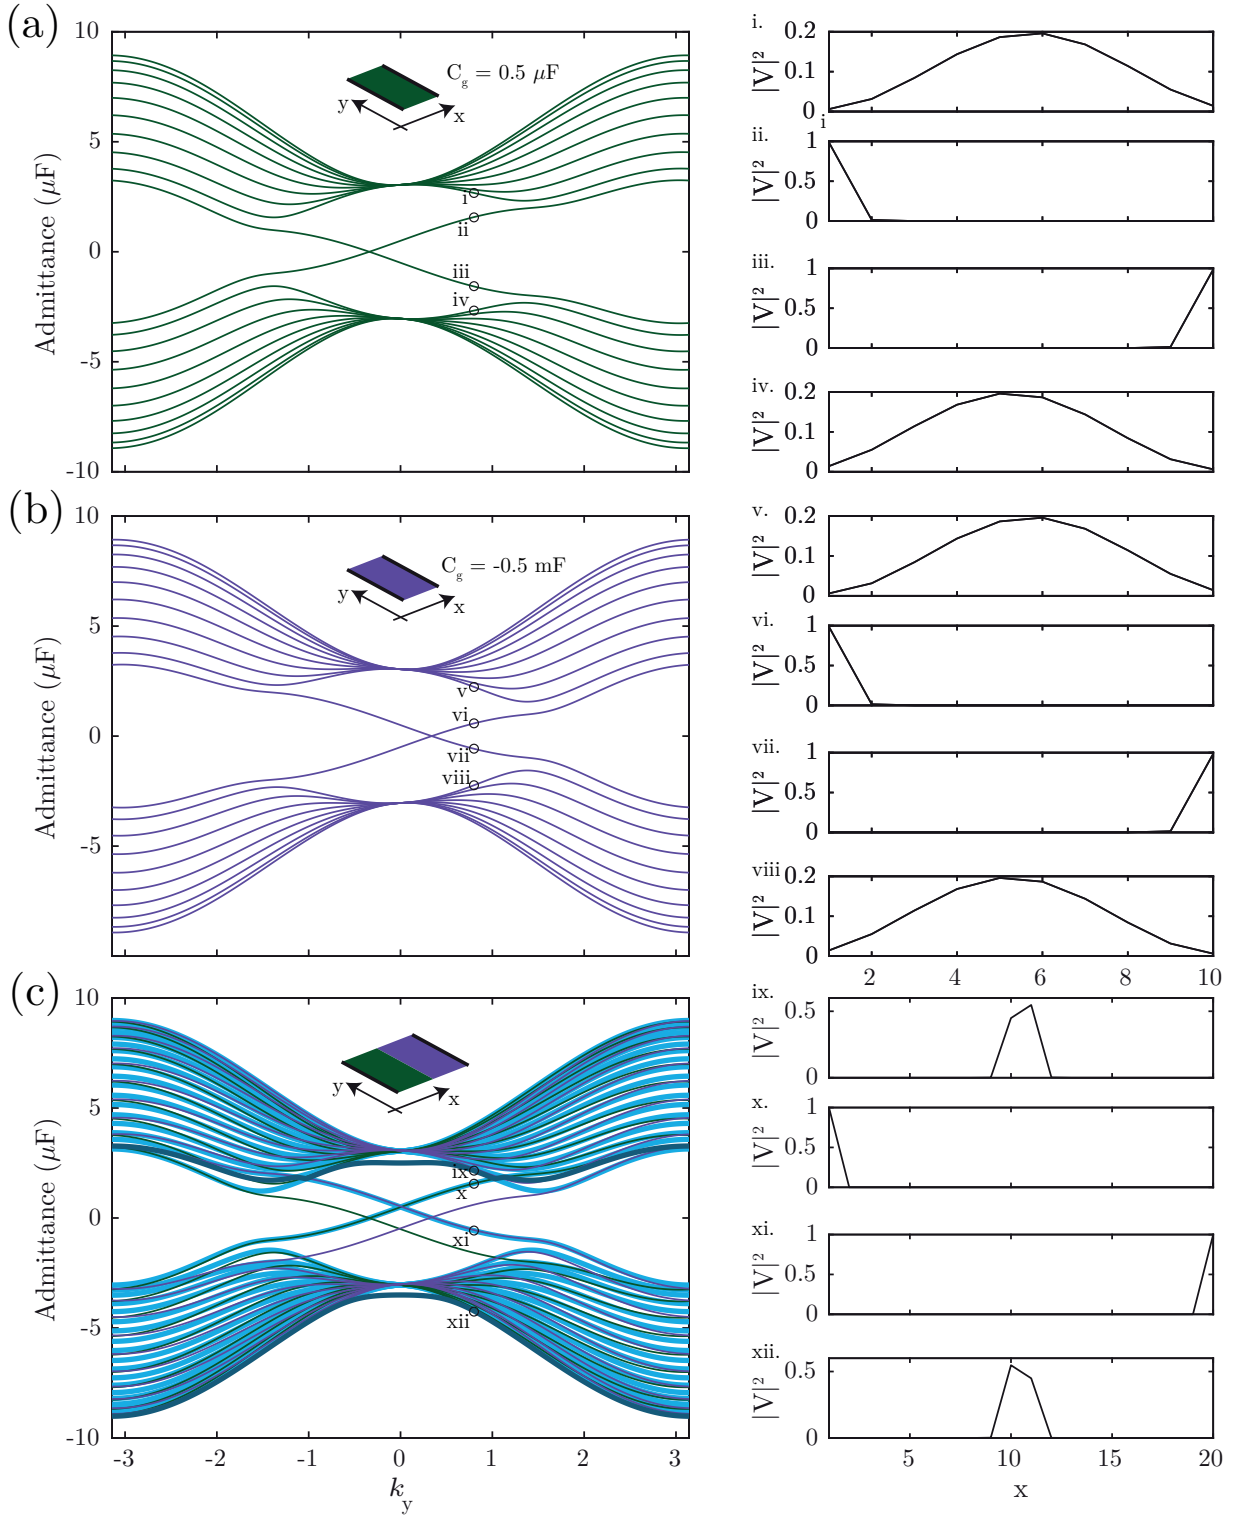 (a)
10
5
0
-5
-10
Admittance (μF)
C_g = 0.5 μF
y
x
i
ii
iii
iv
i.
|V|²
0.2
0.1
0
i
ii.
|V|²
1
0.5
0
iii.
|V|²
1
0.5
0
iv.
|V|²
0.2
0.1
0
(b)
10
5
0
-5
Admittance (μF)
C_g = -0.5 mF
y
x
v
vi
vii
viii
v.
|V|²
0.2
0.1
0
vi.
|V|²
1
0.5
0
vii.
|V|²
1
0.5
0
viii
|V|²
0.2
0.1
0
2 4 6 8 10
(c)
10
5
0
-5
-10
Admittance (μF)
y
x
ix
x
xi
xii
-3 -2 -1 0 1 2 3
k_y
ix.
|V|²
0.5
0
x.
|V|²
1
0.5
0
xi.
|V|²
1
0.5
0
xii.
|V|²
0.5
0
5 10 15 20
x